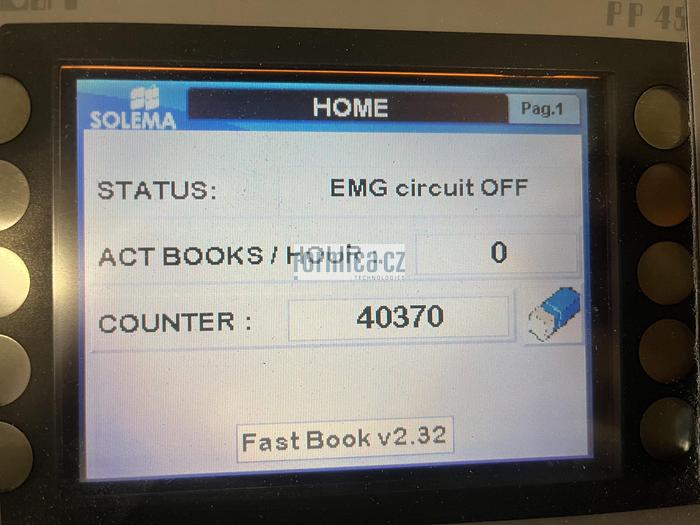 PP 45
SOLEMA
HOME
Pag.1
STATUS: EMG circuit OFF
ACT BOOKS / HOUR : 0
Formica CZ
TECHNOLOGIES
COUNTER : 40370
Fast Book v2.32